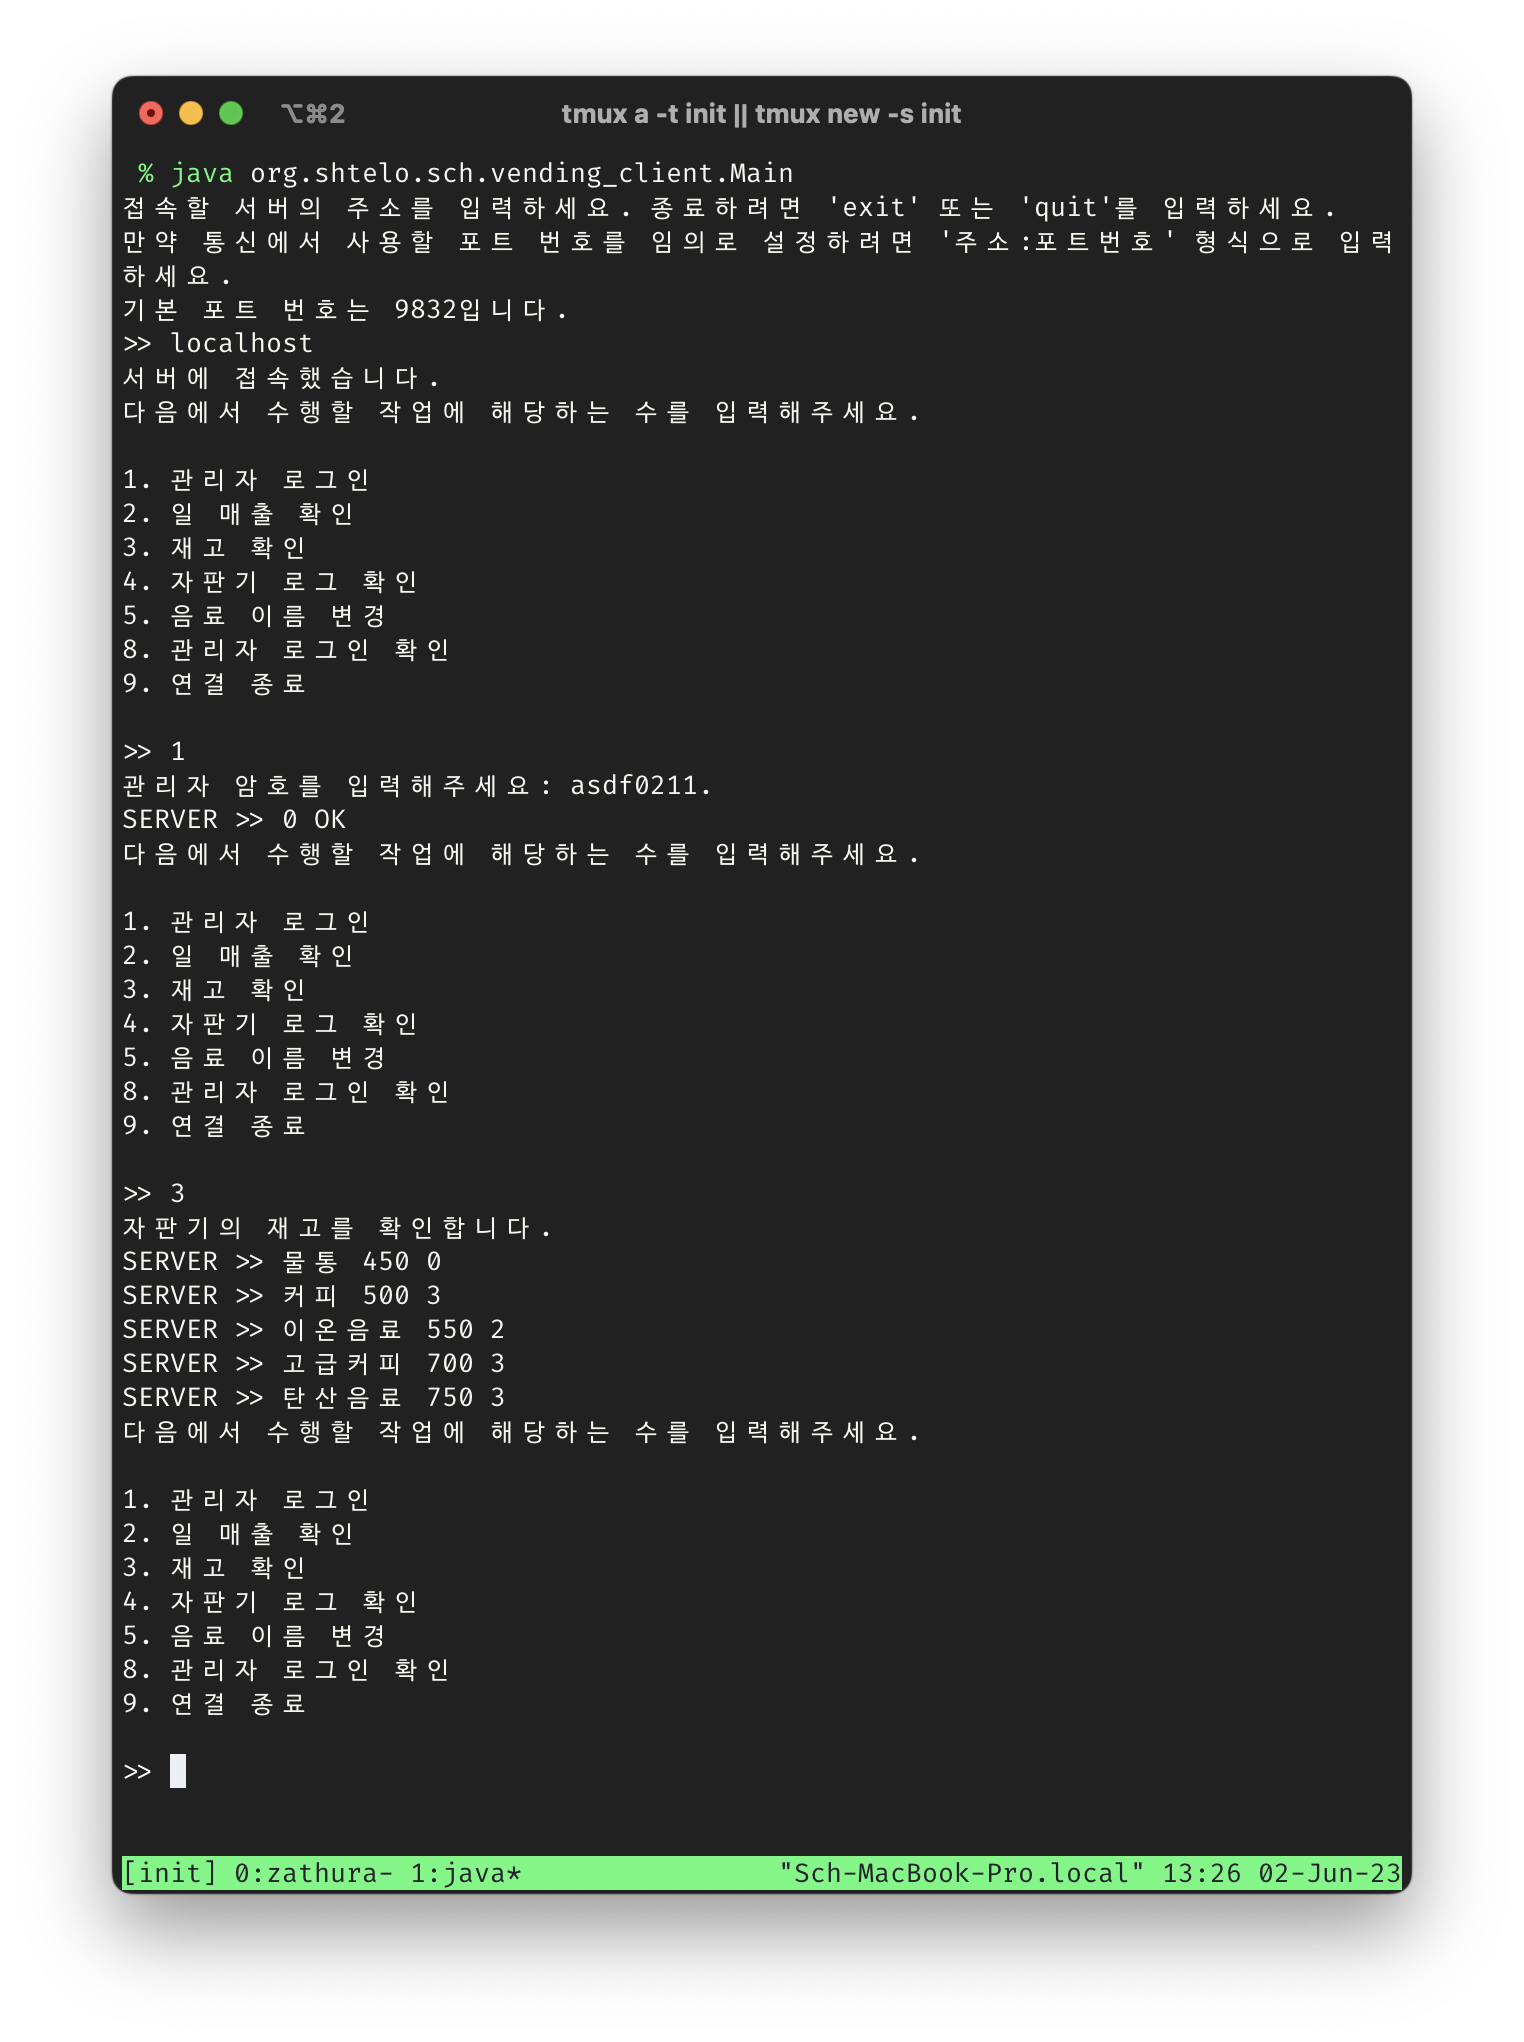 ⌥⌘2 tmux a -t init || tmux new -s init
% java org.shtelo.sch.vending_client.Main
접속할 서버의 주소를 입력하세요. 종료하려면 'exit' 또는 'quit'를 입력하세요.
만약 통신에서 사용할 포트 번호를 임의로 설정하려면 '주소:포트번호' 형식으로 입력
하세요.
기본 포트 번호는 9832입니다.
>> localhost
서버에 접속했습니다.
다음에서 수행할 작업에 해당하는 수를 입력해주세요.
1. 관리자 로그인
2. 일 매출 확인
3. 재고 확인
4. 자판기 로그 확인
5. 음료 이름 변경
8. 관리자 로그인 확인
9. 연결 종료
>> 1
관리자 암호를 입력해주세요: asdf0211.
SERVER >> 0 OK
다음에서 수행할 작업에 해당하는 수를 입력해주세요.
1. 관리자 로그인
2. 일 매출 확인
3. 재고 확인
4. 자판기 로그 확인
5. 음료 이름 변경
8. 관리자 로그인 확인
9. 연결 종료
>> 3
자판기의 재고를 확인합니다.
SERVER >> 물통 450 0
SERVER >> 커피 500 3
SERVER >> 이온음료 550 2
SERVER >> 고급커피 700 3
SERVER >> 탄산음료 750 3
다음에서 수행할 작업에 해당하는 수를 입력해주세요.
1. 관리자 로그인
2. 일 매출 확인
3. 재고 확인
4. 자판기 로그 확인
5. 음료 이름 변경
8. 관리자 로그인 확인
9. 연결 종료
>>
[init] 0:zathura- 1:java* "Sch-MacBook-Pro.local" 13:26 02-Jun-23